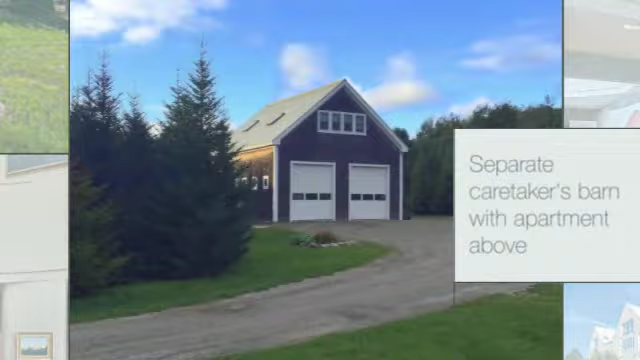 Separate
caretaker's barn
with apartment
above